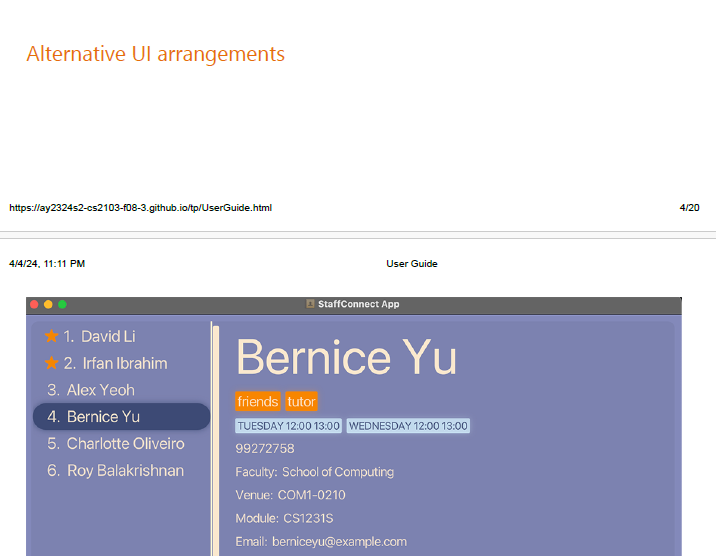 Alternative UI arrangements
https://ay2324s2-cs2103-f08-3.github.io/tp/UserGuide.html 4/20
4/4/24, 11:11 PM User Guide
StaffConnect App
1. David Li
2. Irfan Ibrahim
3. Alex Yeoh
4. Bernice Yu
5. Charlotte Oliveiro
6. Roy Balakrishnan
Bernice Yu
friends tutor
TUESDAY 12:00 13:00 WEDNESDAY 12:00 13:00
99272758
Faculty: School of Computing
Venue: COM1-0210
Module: CS1231S
Email: berniceyu@example.com